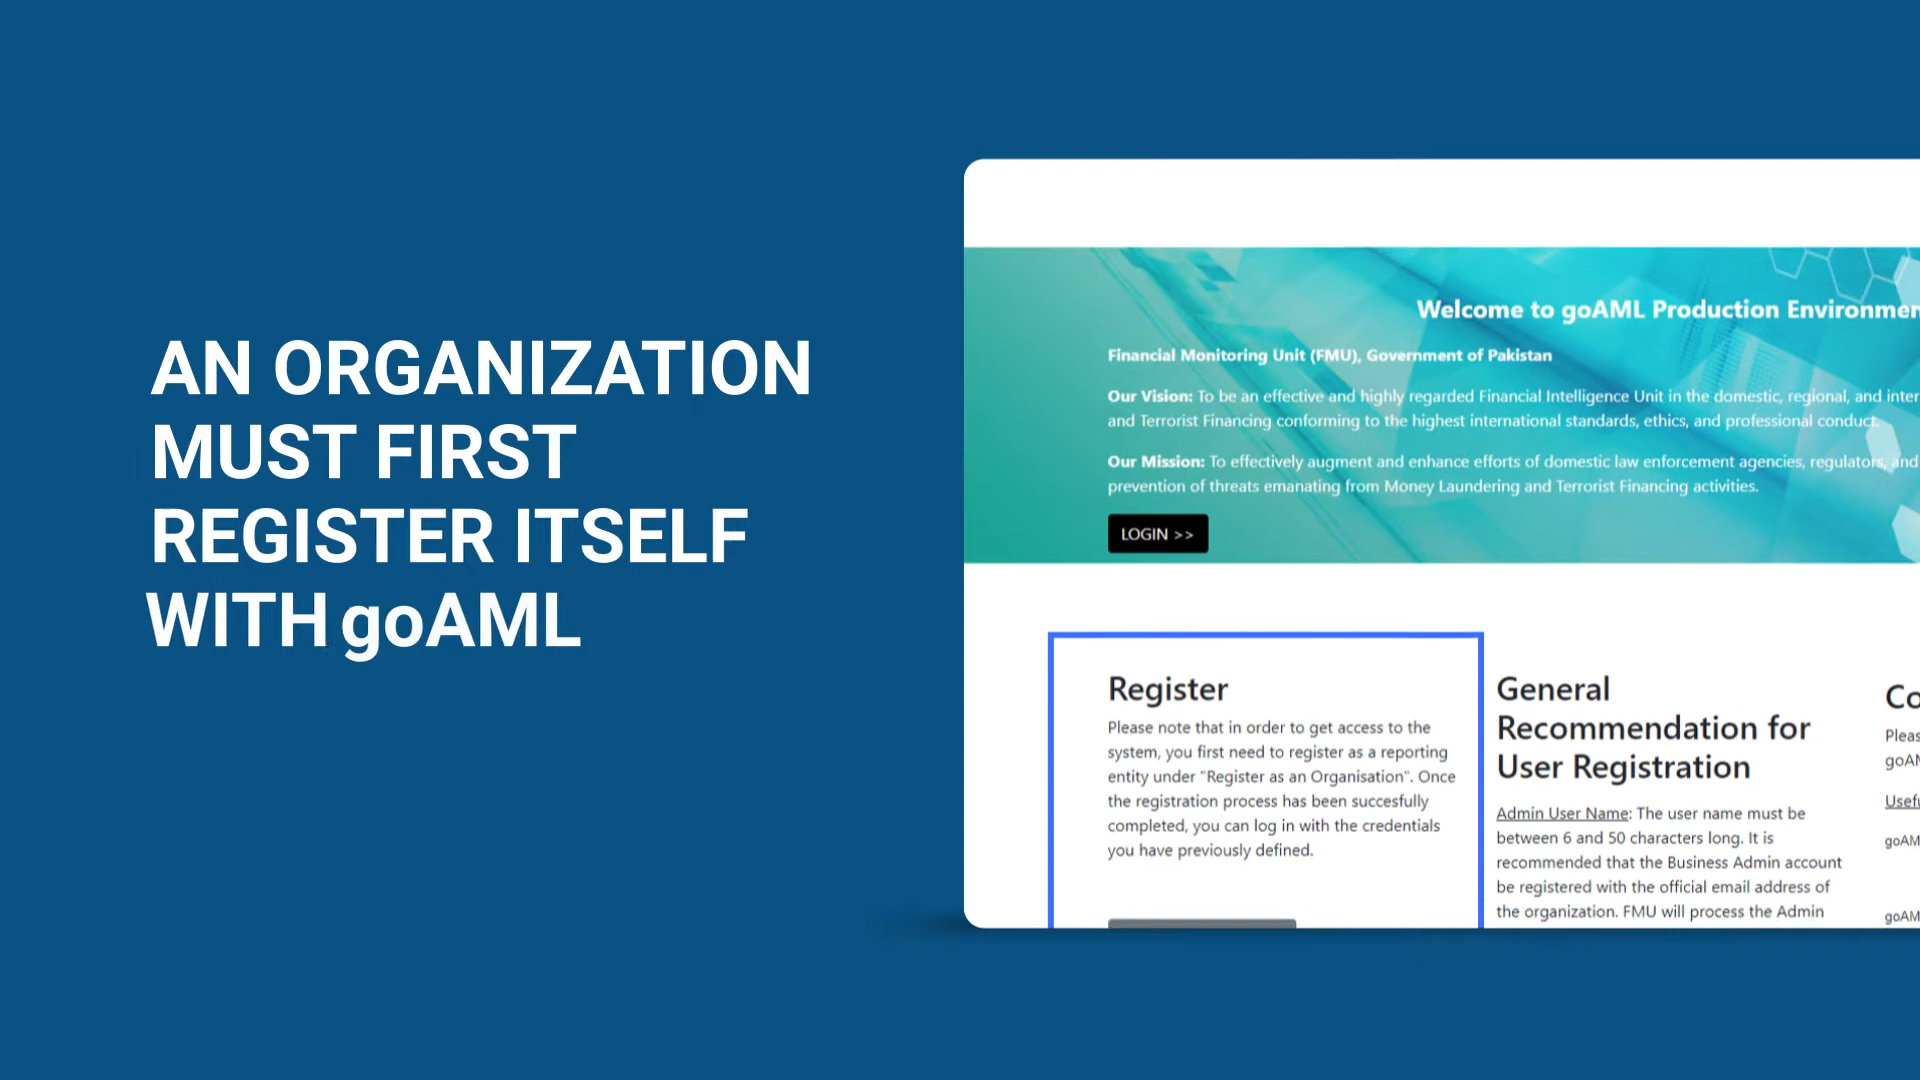 AN ORGANIZATION
MUST FIRST
REGISTER ITSELF
WITH goAML
Welcome to goAML Production
Financial Monitoring Unit (FMU), Government of Pakistan
Our Vision: To be an effective and highly regarded Financial Intelligence Unit in the domestic, regional, and
and Terrorist Financing conforming to the highest international standards, ethics, and professional conduct.
Our Mission: To effectively augment and enhance efforts of domestic law enforcement agencies, regulators, and
prevention of threats emanating from Money Laundering and Terrorist Financing activities.
LOGIN >>
Register
Please note that in order to get access to the
system, you first need to register as a reporting
entity under "Register as an Organisation". Once
the registration process has been succesfully
completed, you can log in with the credentials
you have previously defined.
General
Recommendation for
User Registration
Admin User Name: The user name must be
between 6 and 50 characters long. It is
recommended that the Business Admin account
be registered with the official email address of
the organization. FMU will process the Admin